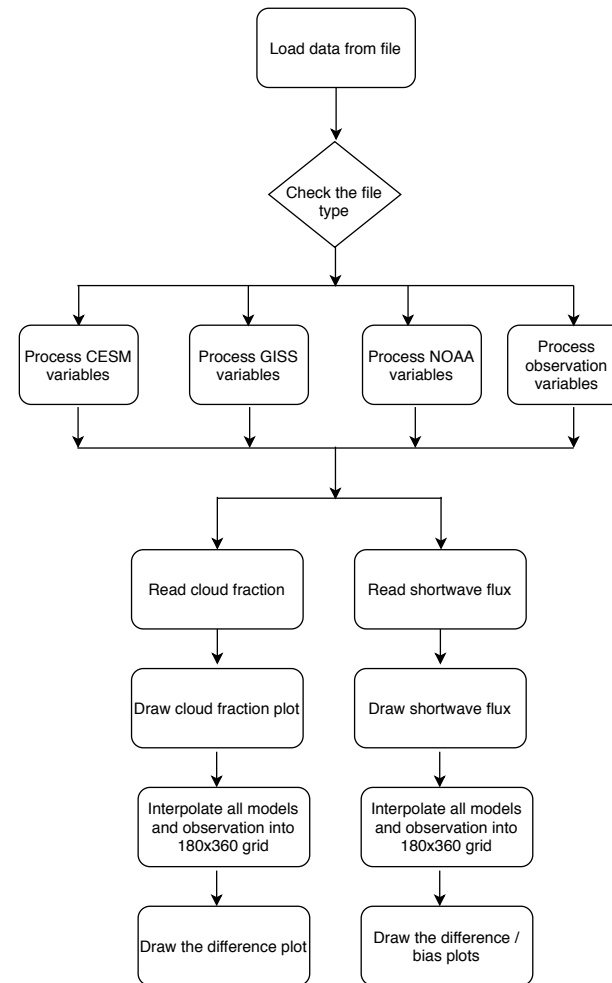 Load data from file
Check the file
type
Process CESM
variables
Process GISS
variables
Process NOAA
variables
Process
observation
variables
Read cloud fraction
Read shortwave flux
Draw cloud fraction plot
Draw shortwave flux
Interpolate all models
and observation into
180x360 grid
Interpolate all models
and observation into
180x360 grid
Draw the difference plot
Draw the difference /
bias plots